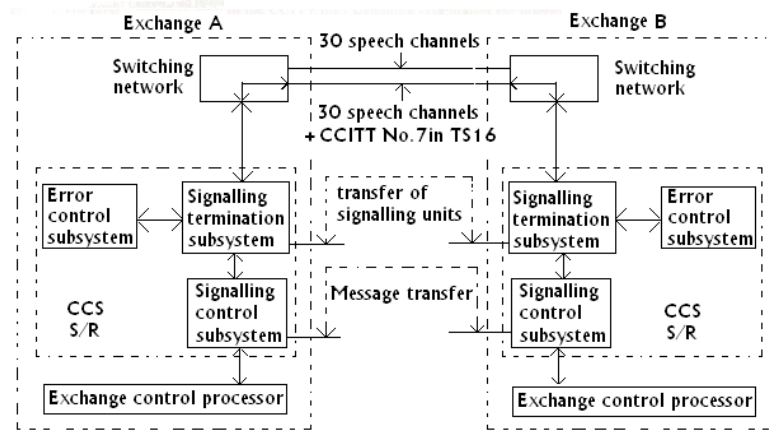 Exchange A
Exchange B
30 speech channels
Switching
network
Switching
network
30 speech channels
+ CCITT No.7in TS16
Error
control
subsystem
Signalling
termination
subsystem
transfer of
signalling units
Signalling
termination
subsystem
Error
control
subsystem
CCS
S/R
Signalling
control
subsystem
Message transfer
Signalling
control
subsystem
CCS
S/R
Exchange control processor
Exchange control processor